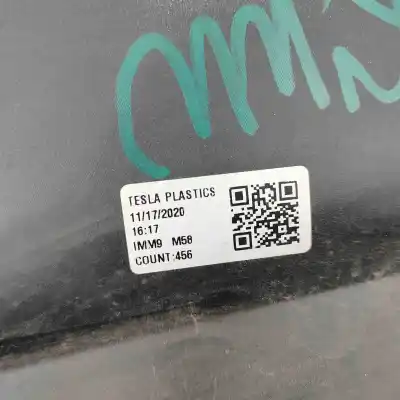 TESLA PLASTICS
11/17/2020
16:17
IMM9 M58
COUNT:456